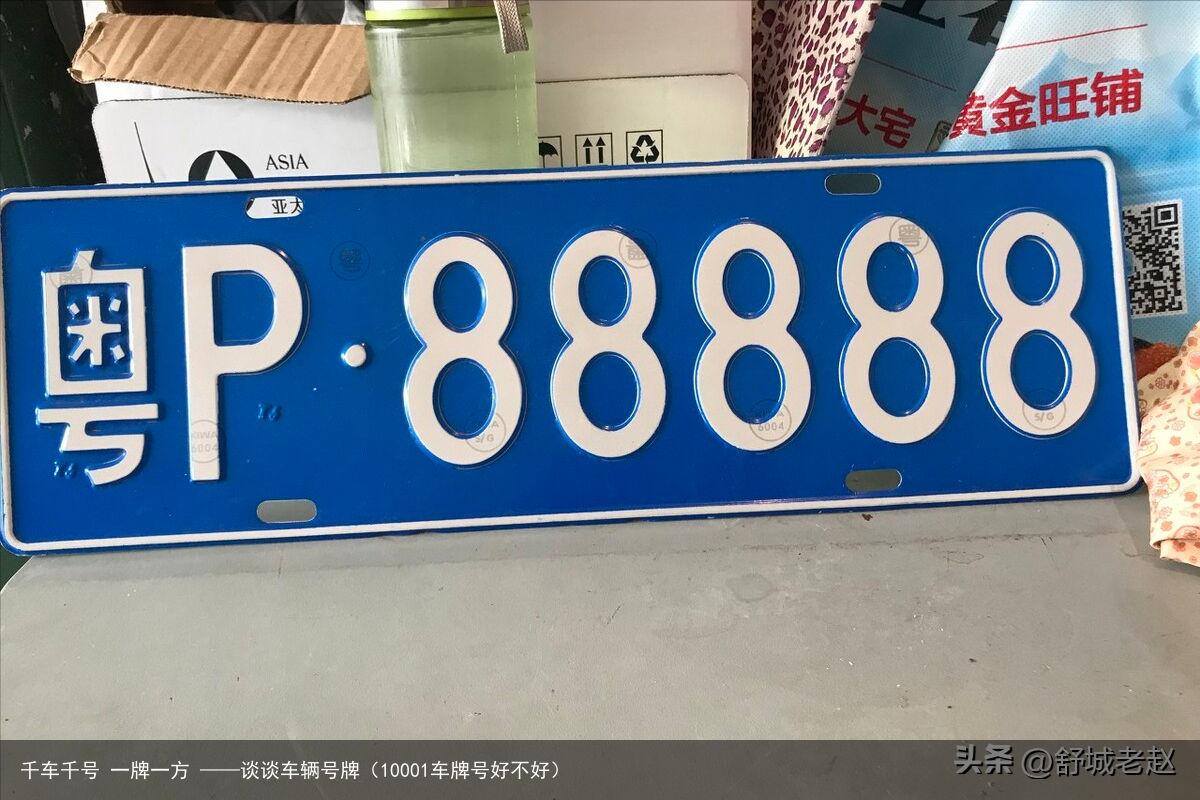 ASIA
亚太
大宅
黄金旺铺
粤P·88888
千车千号 一牌一方 ——谈谈车辆号牌（10001车牌号好不好）
头条 @舒城老赵